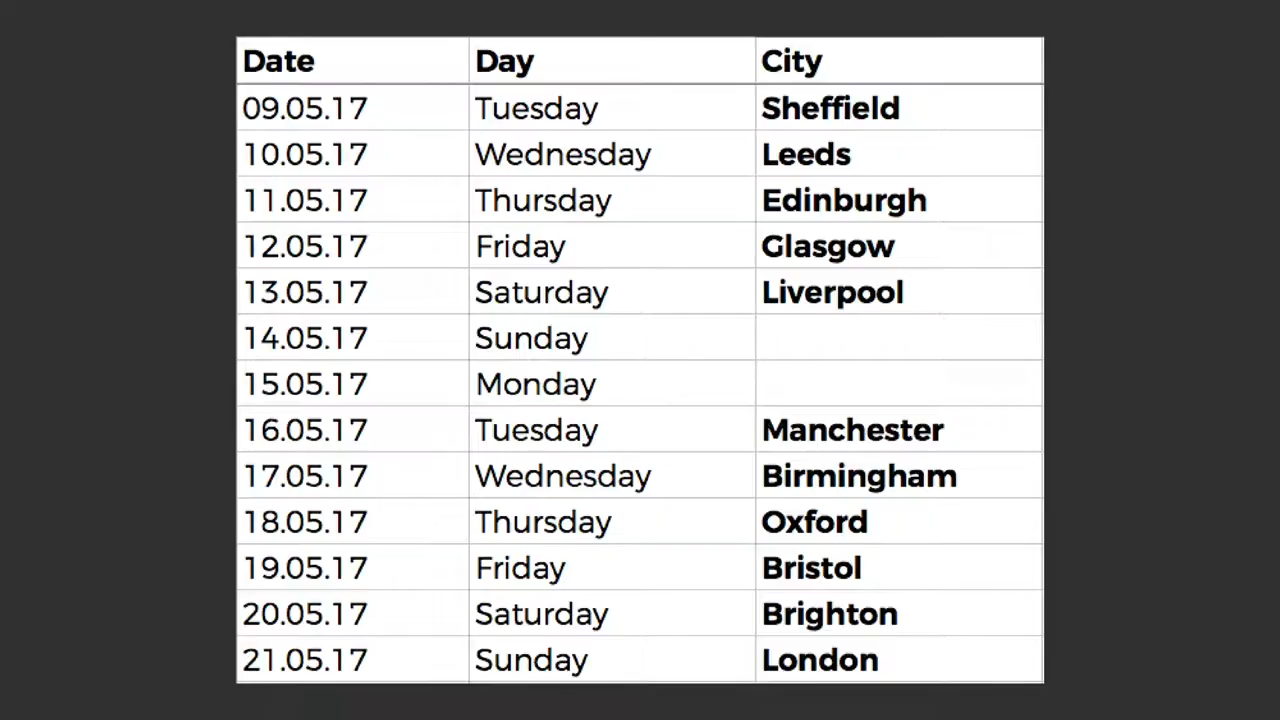 Date Day City
09.05.17 Tuesday Sheffield
10.05.17 Wednesday Leeds
11.05.17 Thursday Edinburgh
12.05.17 Friday Glasgow
13.05.17 Saturday Liverpool
14.05.17 Sunday
15.05.17 Monday
16.05.17 Tuesday Manchester
17.05.17 Wednesday Birmingham
18.05.17 Thursday Oxford
19.05.17 Friday Bristol
20.05.17 Saturday Brighton
21.05.17 Sunday London